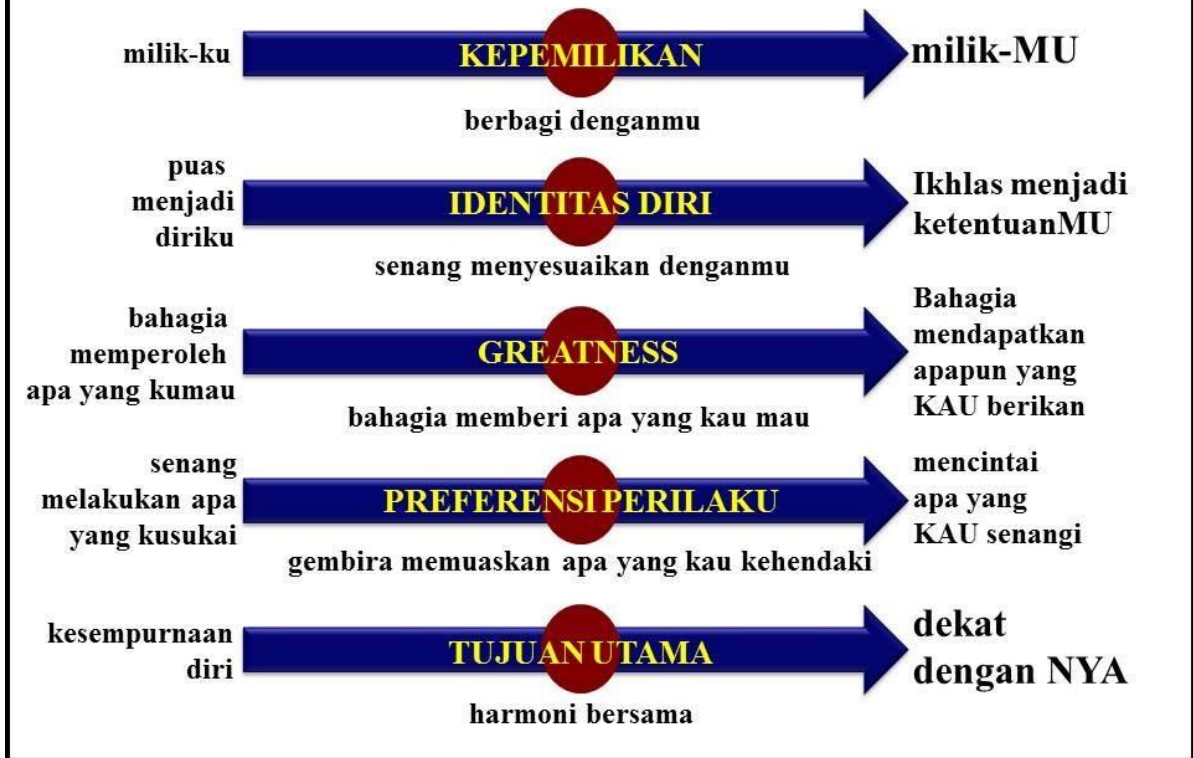 milik-ku
KEPEMILIKAN
milik-MU
berbagi denganmu
puas
menjadi
diriku
IDENTITAS DIRI
Ikhlas menjadi
ketentuanMU
senang menyesuaikan denganmu
bahagia
memperoleh
apa yang kumau
GREATNESS
Bahagia
mendapatkan
apapun yang
KAU berikan
bahagia memberi apa yang kau mau
senang
melakukan apa
yang kusukai
PREFERENSI PERILAKU
mencintai
apa yang
KAU senangi
gembira memuaskan apa yang kau kehendaki
kesempurnaan
diri
TUJUAN UTAMA
dekat
dengan NYA
harmoni bersama